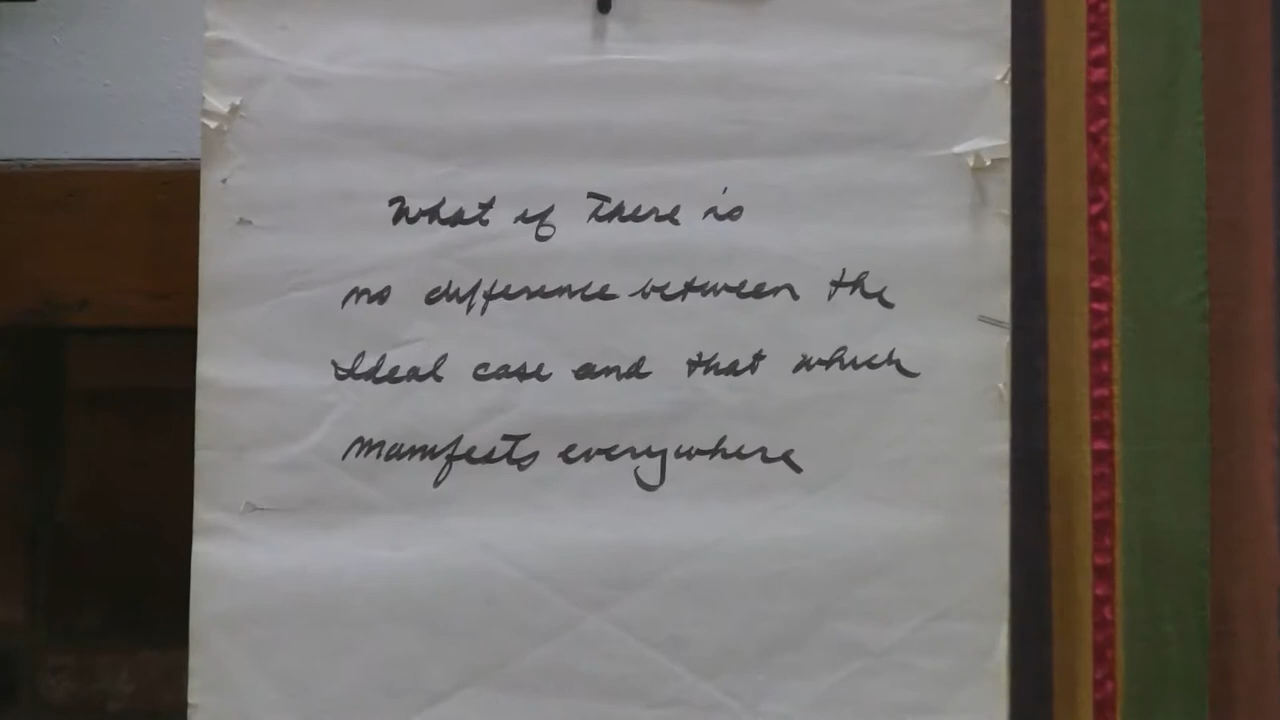 What if There is
no difference between the
Ideal case and that which
manifests everywhere